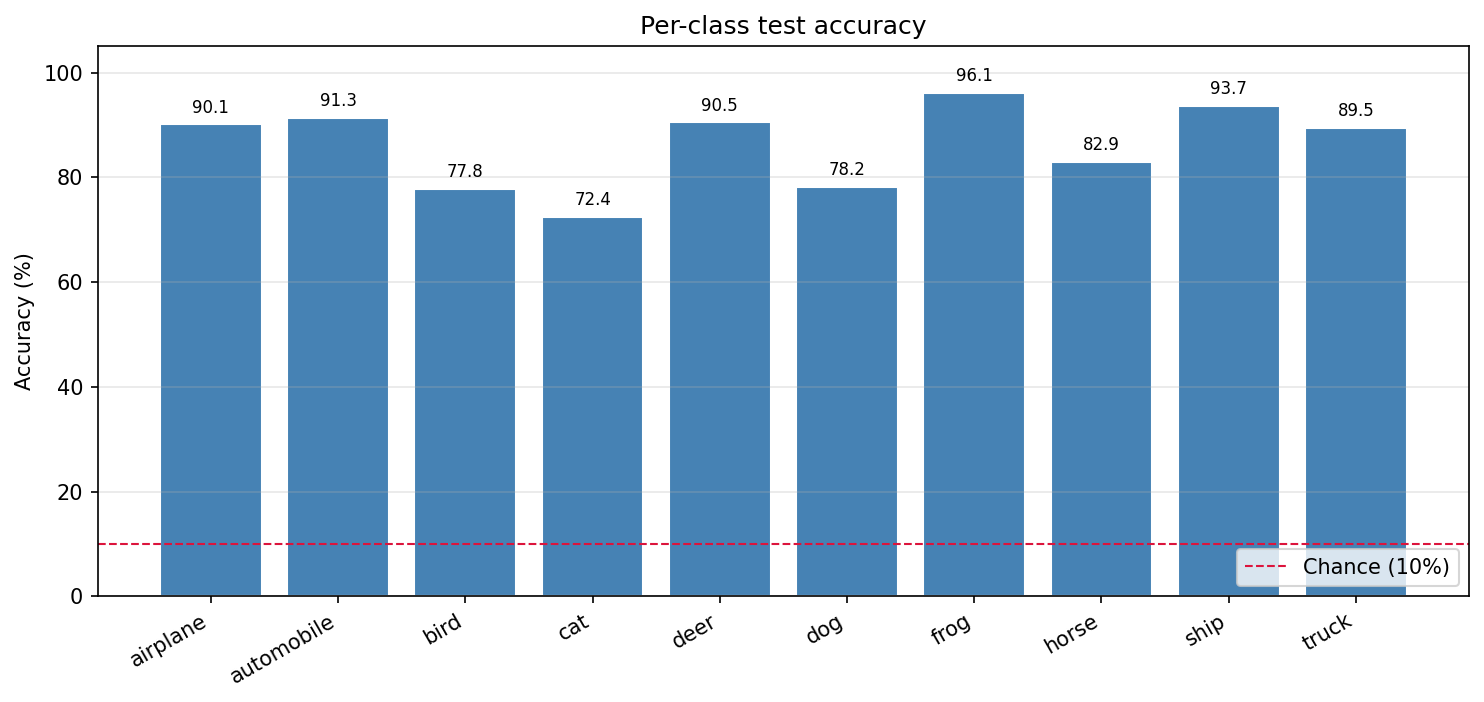 Per-class test accuracy
Accuracy (%)
100
80
60
40
20
0
90.1
91.3
77.8
72.4
90.5
78.2
96.1
82.9
93.7
89.5
Chance (10%)
airplane
automobile
bird
cat
deer
dog
frog
horse
ship
truck